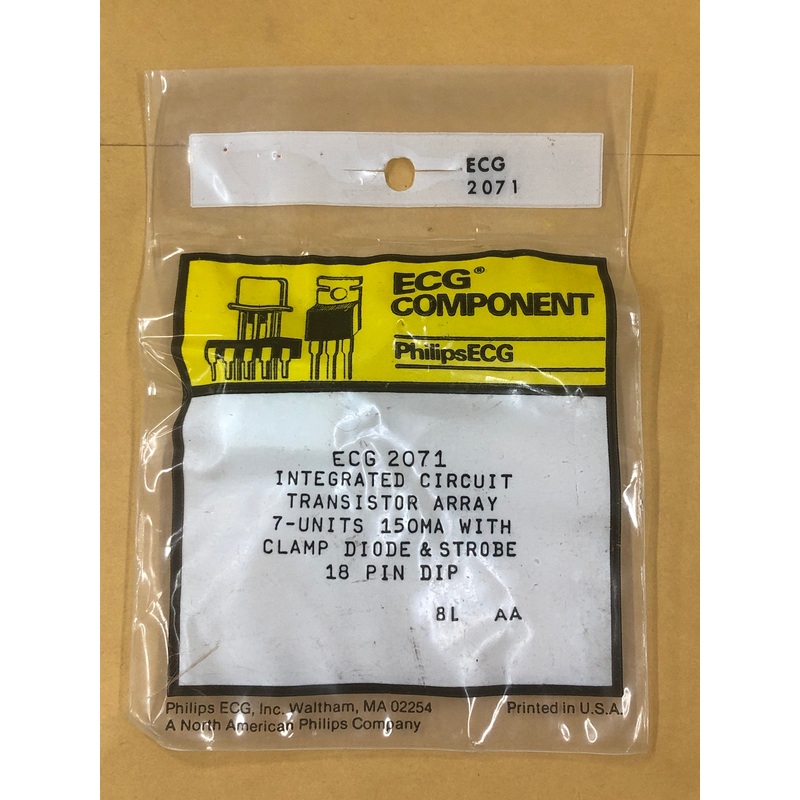 ECG
2071
ECG®
COMPONENT
PhilipsECG
ECG 2071
INTEGRATED CIRCUIT
TRANSISTOR ARRAY
7-UNITS 150MA WITH
CLAMP DIODE & STROBE
18 PIN DIP
8L AA
Philips ECG, Inc. Waltham, MA 02254 Printed in U.S.A.
A North American Philips Company